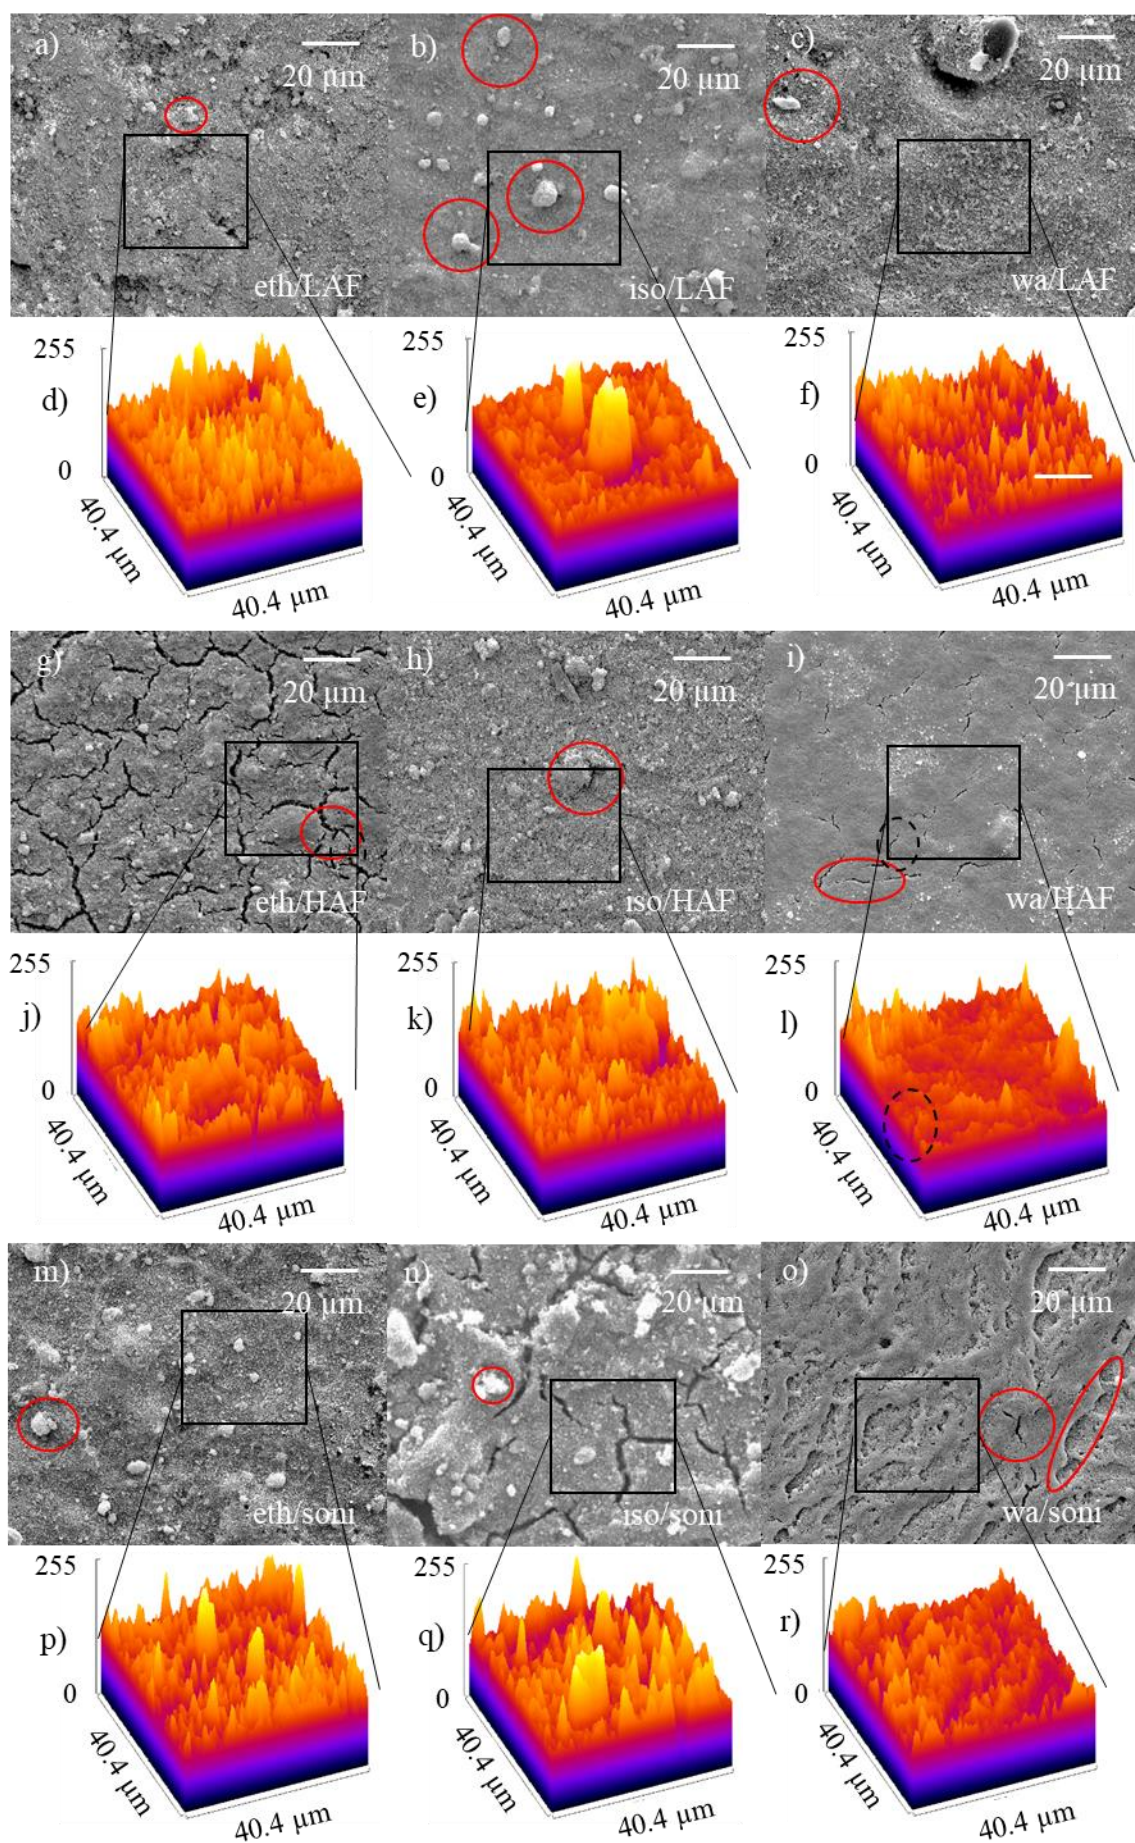 a)
20 µm
eth/LAF
b)
20 µm
iso/LAF
c)
20 µm
wa/LAF
255
d)
0
40.4 µm
40.4 µm
255
e)
0
40.4 µm
40.4 µm
255
f)
0
40.4 µm
40.4 µm
g)
20 µm
eth/HAF
h)
20 µm
iso/HAF
i)
20 µm
wa/HAF
255
j)
0
40.4 µm
40.4 µm
255
k)
0
40.4 µm
40.4 µm
255
l)
0
40.4 µm
40.4 µm
m)
20 µm
eth/soni
n)
20 µm
iso/soni
o)
20 µm
wa/soni
255
p)
0
40.4 µm
40.4 µm
255
q)
0
40.4 µm
40.4 µm
255
r)
0
40.4 µm
40.4 µm